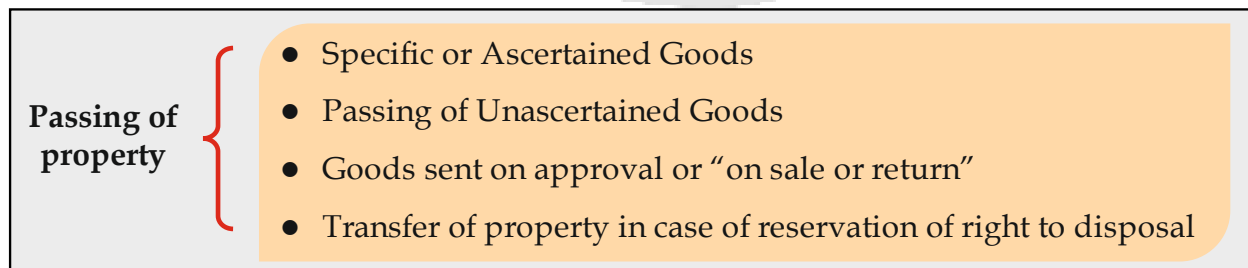 Passing of
property
● Specific or Ascertained Goods
● Passing of Unascertained Goods
● Goods sent on approval or “on sale or return”
● Transfer of property in case of reservation of right to disposal